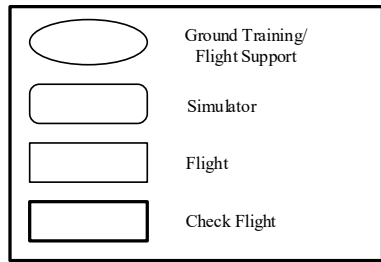 Ground Training/
Flight Support
Simulator
Flight
Check Flight